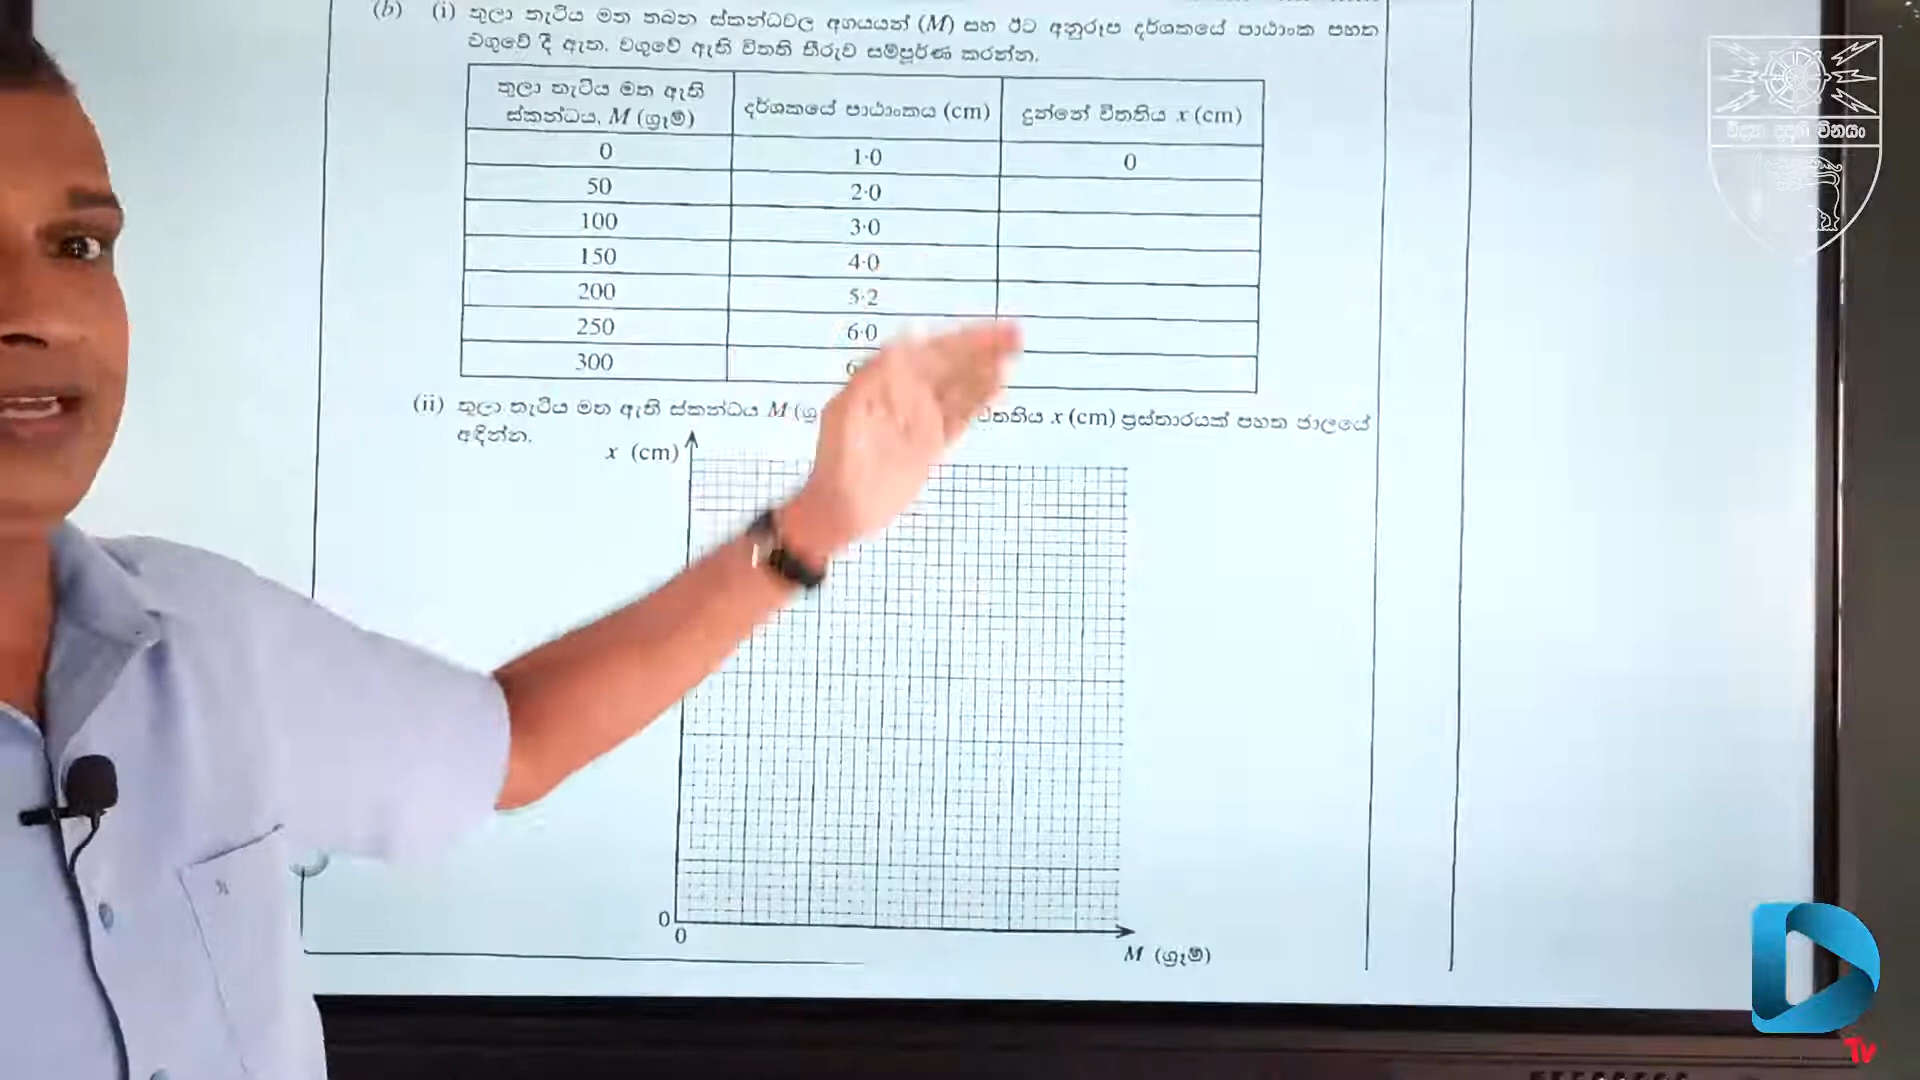 (b) (i) තුලා තැටිය මත තබන ස්කන්ධවල අගයයන් (M) සහ ඊට අනුරූප දර්ශකයේ පාඨාංක පහත
වගුවේ දී ඇත. වගුවේ ඇති විතති තීරුව සම්පූර්ණ කරන්න.
තුලා තැටිය මත ඇති ස්කන්ධය, M (ග්‍රෑම්) දර්ශකයේ පාඨාංකය (cm) දුන්නේ විතතිය x (cm)
0 1·0 0
50 2·0
100 3·0
150 4·0
200 5·2
250 6·0
300
(ii) තුලා තැටිය මත ඇති ස්කන්ධය M විතතිය x (cm) ප්‍රස්තාරයක් පහත ජාලයේ
අඳින්න.
x (cm)
0
0
M (ග්‍රෑම්)
විද්‍යා දදාති විනයං
Tv